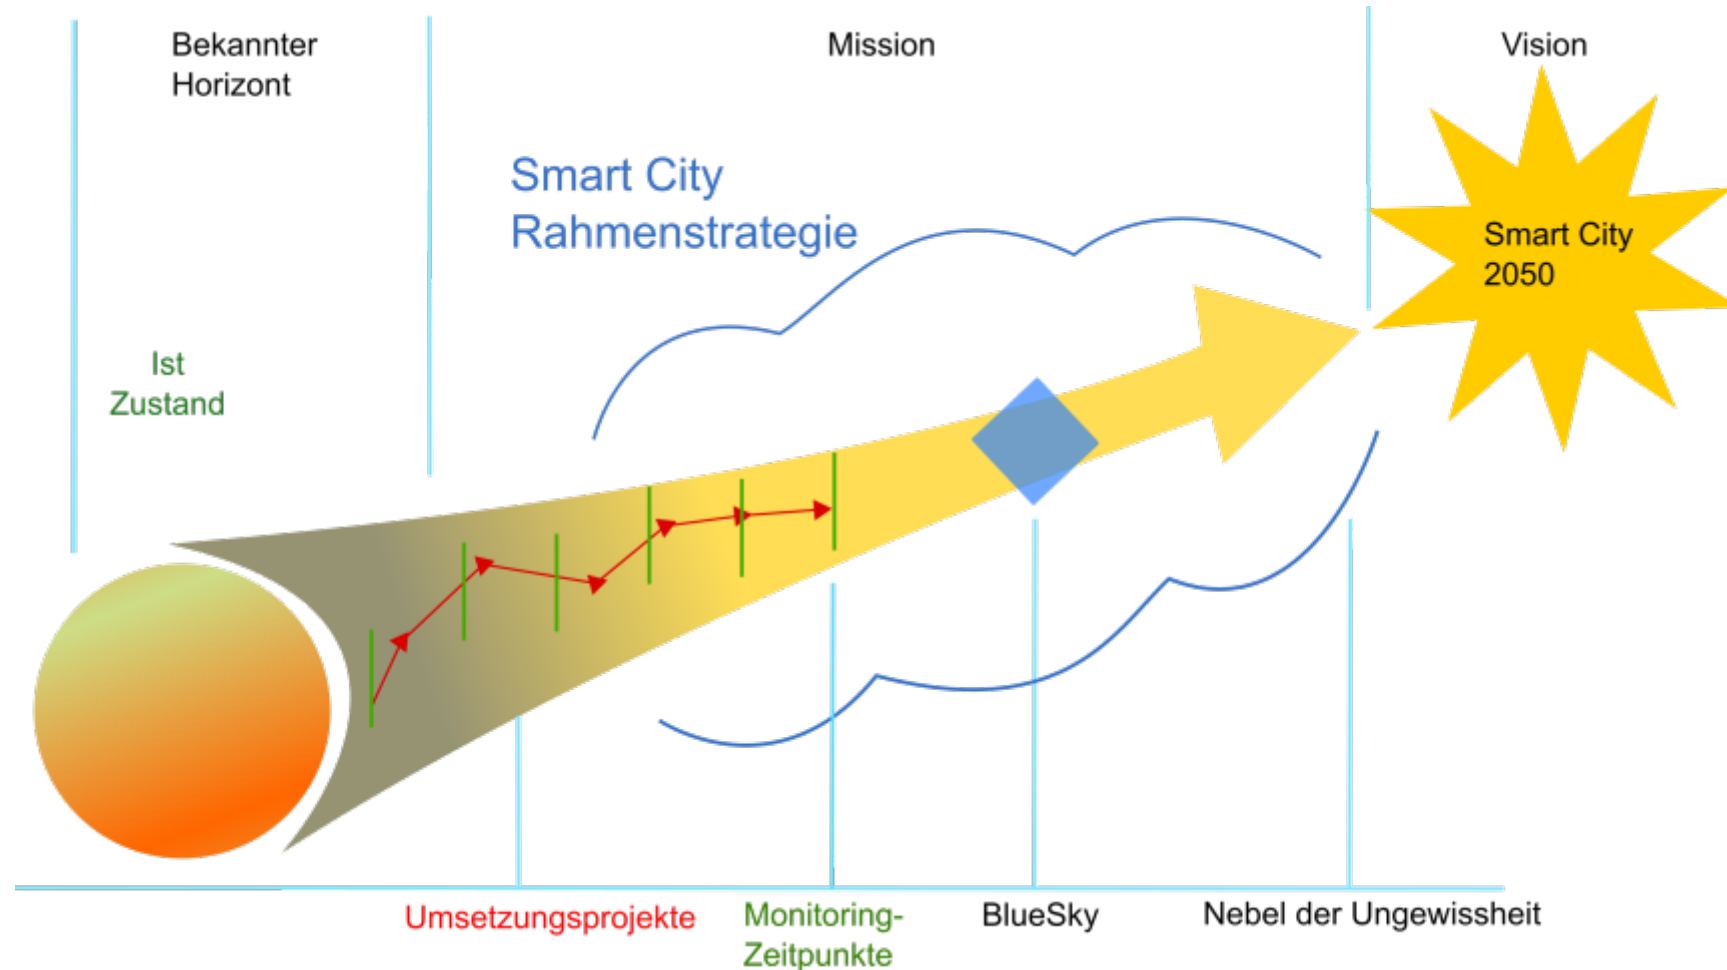 Bekannter
Horizont
Mission
Vision
Smart City
Rahmenstrategie
Smart City
2050
Ist
Zustand
Umsetzungsprojekte
Monitoring-
Zeitpunkte
BlueSky
Nebel der Ungewissheit